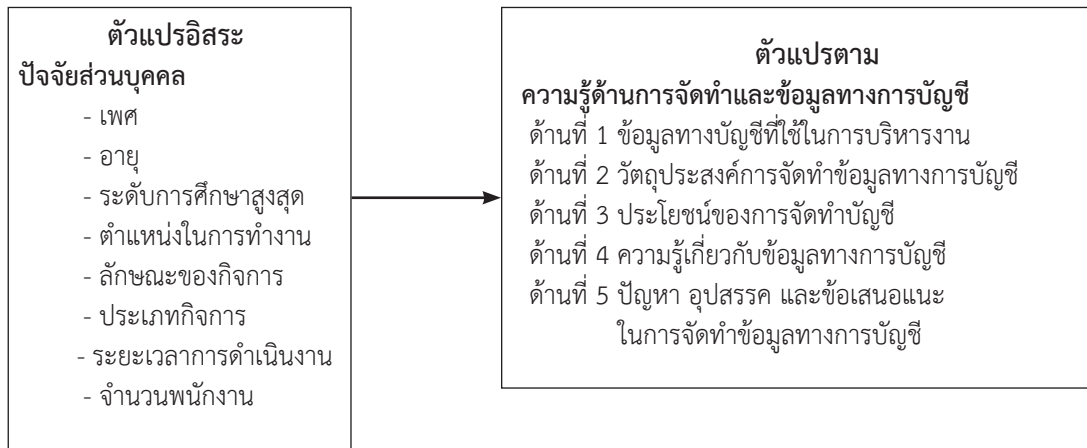 ตัวแปรอิสระ
ปัจจัยส่วนบุคคล
- เพศ
- อายุ
- ระดับการศึกษาสูงสุด
- ตำแหน่งในการทำงาน
- ลักษณะของกิจการ
- ประเภทกิจการ
- ระยะเวลาการดำเนินงาน
- จำนวนพนักงาน
ตัวแปรตาม
ความรู้ด้านการจัดทำและข้อมูลทางการบัญชี
ด้านที่ 1 ข้อมูลทางบัญชีที่ใช้ในการบริหารงาน
ด้านที่ 2 วัตถุประสงค์การจัดทำข้อมูลทางการบัญชี
ด้านที่ 3 ประโยชน์ของการจัดทำบัญชี
ด้านที่ 4 ความรู้เกี่ยวกับข้อมูลทางการบัญชี
ด้านที่ 5 ปัญหา อุปสรรค และข้อเสนอแนะ
ในการจัดทำข้อมูลทางการบัญชี